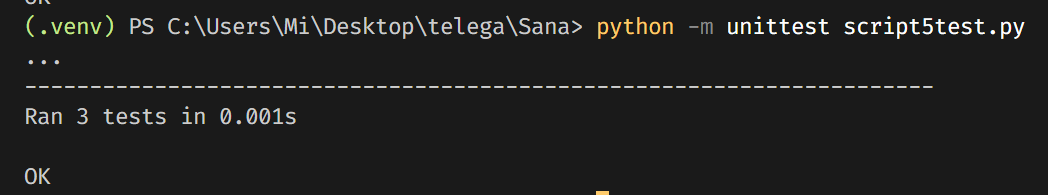 OK
(.venv) PS C:\Users\Mi\Desktop\telega\Sana> python -m unittest script5test.py
...
----------------------------------------------------------------------
Ran 3 tests in 0.001s
OK